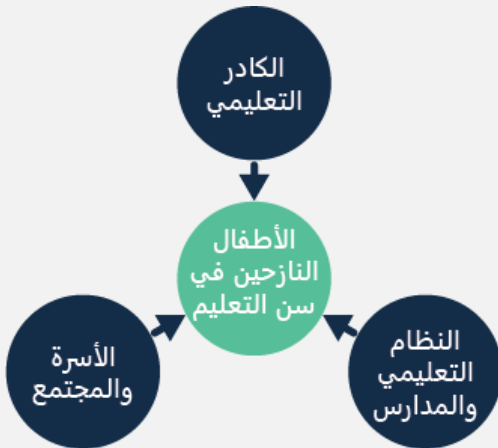 الكادر
التعليمي
الأطفال
النازحين في
سن التعليم
النظام
التعليمي
والمدارس
الأسرة
والمجتمع